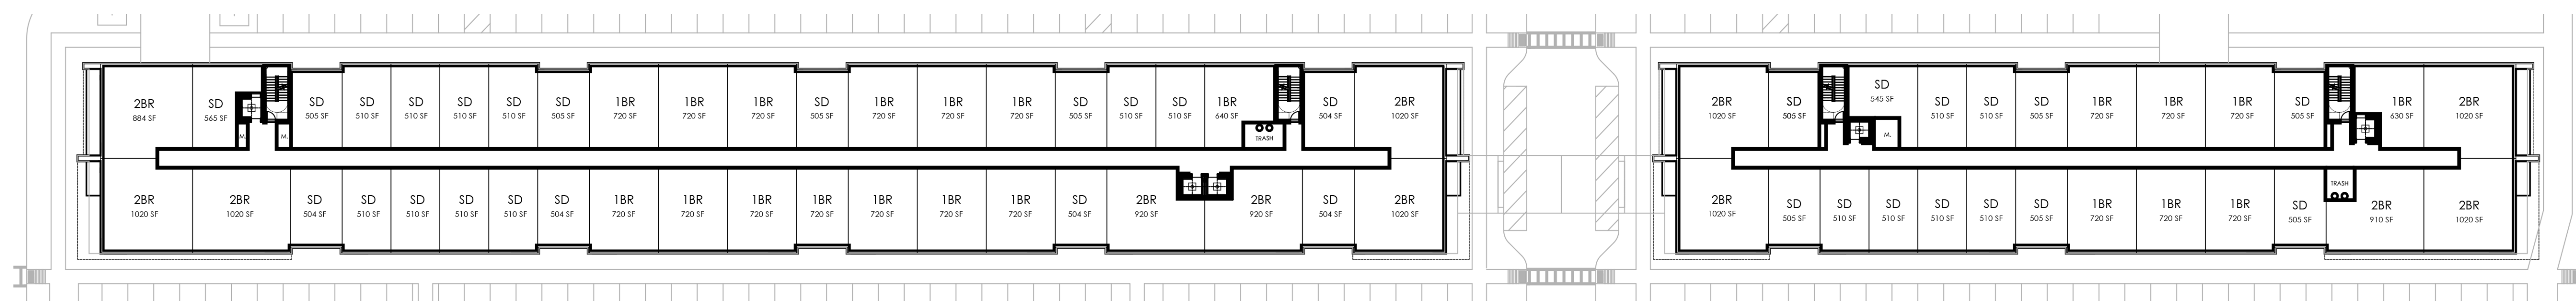 2BR
884 SF
SD
565 SF
M.
M.
SD
505 SF
SD
510 SF
SD
510 SF
SD
510 SF
SD
510 SF
SD
505 SF
1BR
720 SF
1BR
720 SF
1BR
720 SF
SD
505 SF
1BR
720 SF
1BR
720 SF
1BR
720 SF
SD
505 SF
SD
510 SF
SD
510 SF
1BR
640 SF
TRASH
SD
504 SF
2BR
1020 SF
2BR
1020 SF
2BR
1020 SF
SD
504 SF
SD
510 SF
SD
510 SF
SD
510 SF
SD
510 SF
SD
504 SF
1BR
720 SF
1BR
720 SF
1BR
720 SF
1BR
720 SF
1BR
720 SF
1BR
720 SF
1BR
720 SF
SD
504 SF
2BR
920 SF
2BR
920 SF
SD
504 SF
2BR
1020 SF
2BR
1020 SF
SD
505 SF
SD
545 SF
M.
SD
510 SF
SD
510 SF
SD
505 SF
1BR
720 SF
1BR
720 SF
1BR
720 SF
SD
505 SF
1BR
630 SF
2BR
1020 SF
2BR
1020 SF
SD
505 SF
SD
510 SF
SD
510 SF
SD
510 SF
SD
510 SF
SD
505 SF
1BR
720 SF
1BR
720 SF
1BR
720 SF
SD
505 SF
TRASH
2BR
910 SF
2BR
1020 SF